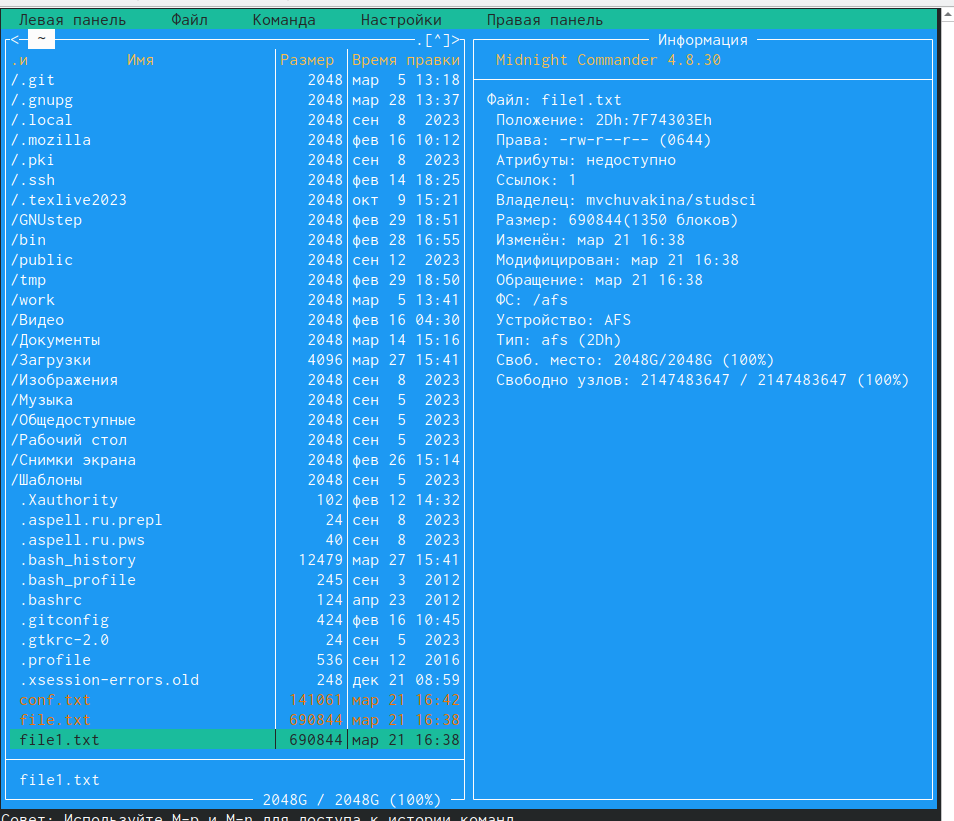 Левая панель Файл Команда Настройки Правая панель
<- ~ .[^]>
.и Имя Размер Время правки
/.git 2048 мар 5 13:18
/.gnupg 2048 мар 28 13:37
/.local 2048 сен 8 2023
/.mozilla 2048 фев 16 10:12
/.pki 2048 сен 8 2023
/.ssh 2048 фев 14 18:25
/.texlive2023 2048 окт 9 15:21
/GNUstep 2048 фев 29 18:51
/bin 2048 фев 28 16:55
/public 2048 сен 12 2023
/tmp 2048 фев 29 18:50
/work 2048 мар 5 13:41
/Видео 2048 фев 16 04:30
/Документы 2048 мар 14 15:16
/Загрузки 4096 мар 27 15:41
/Изображения 2048 сен 8 2023
/Музыка 2048 сен 5 2023
/Общедоступные 2048 сен 5 2023
/Рабочий стол 2048 сен 5 2023
/Снимки экрана 2048 фев 26 15:14
/Шаблоны 2048 сен 5 2023
.Xauthority 102 фев 12 14:32
.aspell.ru.prepl 24 сен 8 2023
.aspell.ru.pws 40 сен 8 2023
.bash_history 12479 мар 27 15:41
.bash_profile 245 сен 3 2012
.bashrc 124 апр 23 2012
.gitconfig 424 фев 16 10:45
.gtkrc-2.0 24 сен 5 2023
.profile 536 сен 12 2016
.xsession-errors.old 248 дек 21 08:59
conf.txt 141061 мар 21 16:42
file.txt 690844 мар 21 16:38
file1.txt 690844 мар 21 16:38
file1.txt
2048G / 2048G (100%)
Информация
Midnight Commander 4.8.30
Файл: file1.txt
Положение: 2Dh:7F74303Eh
Права: -rw-r--r-- (0644)
Атрибуты: недоступно
Ссылок: 1
Владелец: mvchuvakina/studsci
Размер: 690844(1350 блоков)
Изменён: мар 21 16:38
Модифицирован: мар 21 16:38
Обращение: мар 21 16:38
ФС: /afs
Устройство: AFS
Тип: afs (2Dh)
Своб. место: 2048G/2048G (100%)
Свободно узлов: 2147483647 / 2147483647 (100%)
Совет: Используйте M-p и M-n для доступа к истории команд.